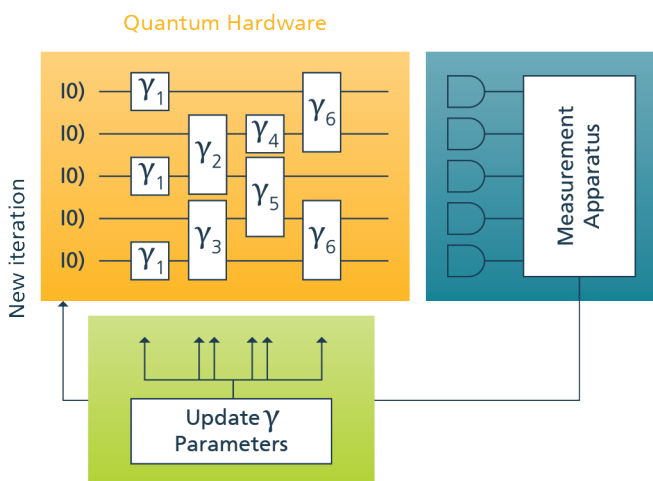 Quantum Hardware
|0⟩ γ1 γ6
|0⟩ γ2 γ4
|0⟩ γ1 γ5
|0⟩ γ3 γ6
|0⟩ γ1
Measurement
Apparatus
New iteration
Update γ
Parameters